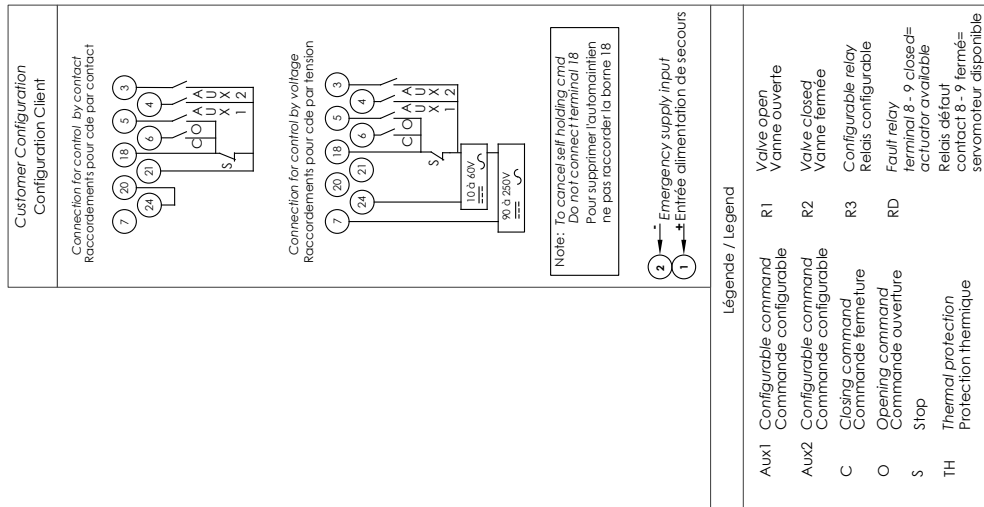 Customer Configuration
Configuration Client
Connection for control by contact
Raccordements pour cde par contact
7
20
24
21
18
6
5
4
3
S
C
O
A U X 1
A U X 2
Connection for control by voltage
Raccordements pour cde par tension
7
20
24
21
18
6
5
4
3
S
C
O
A U X 1
A U X 2
10 à 60V
90 à 250V
Note: To cancel self holding cmd
Do not connect terminal 18
Pour supprimer l'automaintien
ne pas raccorder la borne 18
2
- Emergency supply input
1
+ Entrée alimentation de secours
Légende / Legend
Aux1 Configurable command
Commande configurable
Aux2 Configurable command
Commande configurable
C Closing command
Commande fermeture
O Opening command
Commande ouverture
S Stop
TH Thermal protection
Protection thermique
R1 Valve open
Vanne ouverte
R2 Valve closed
Vanne fermée
R3 Configurable relay
Relais configurable
RD Fault relay
terminal 8 - 9 closed=
actuator available
Relais défaut
contact 8 - 9 fermé=
servomoteur disponible